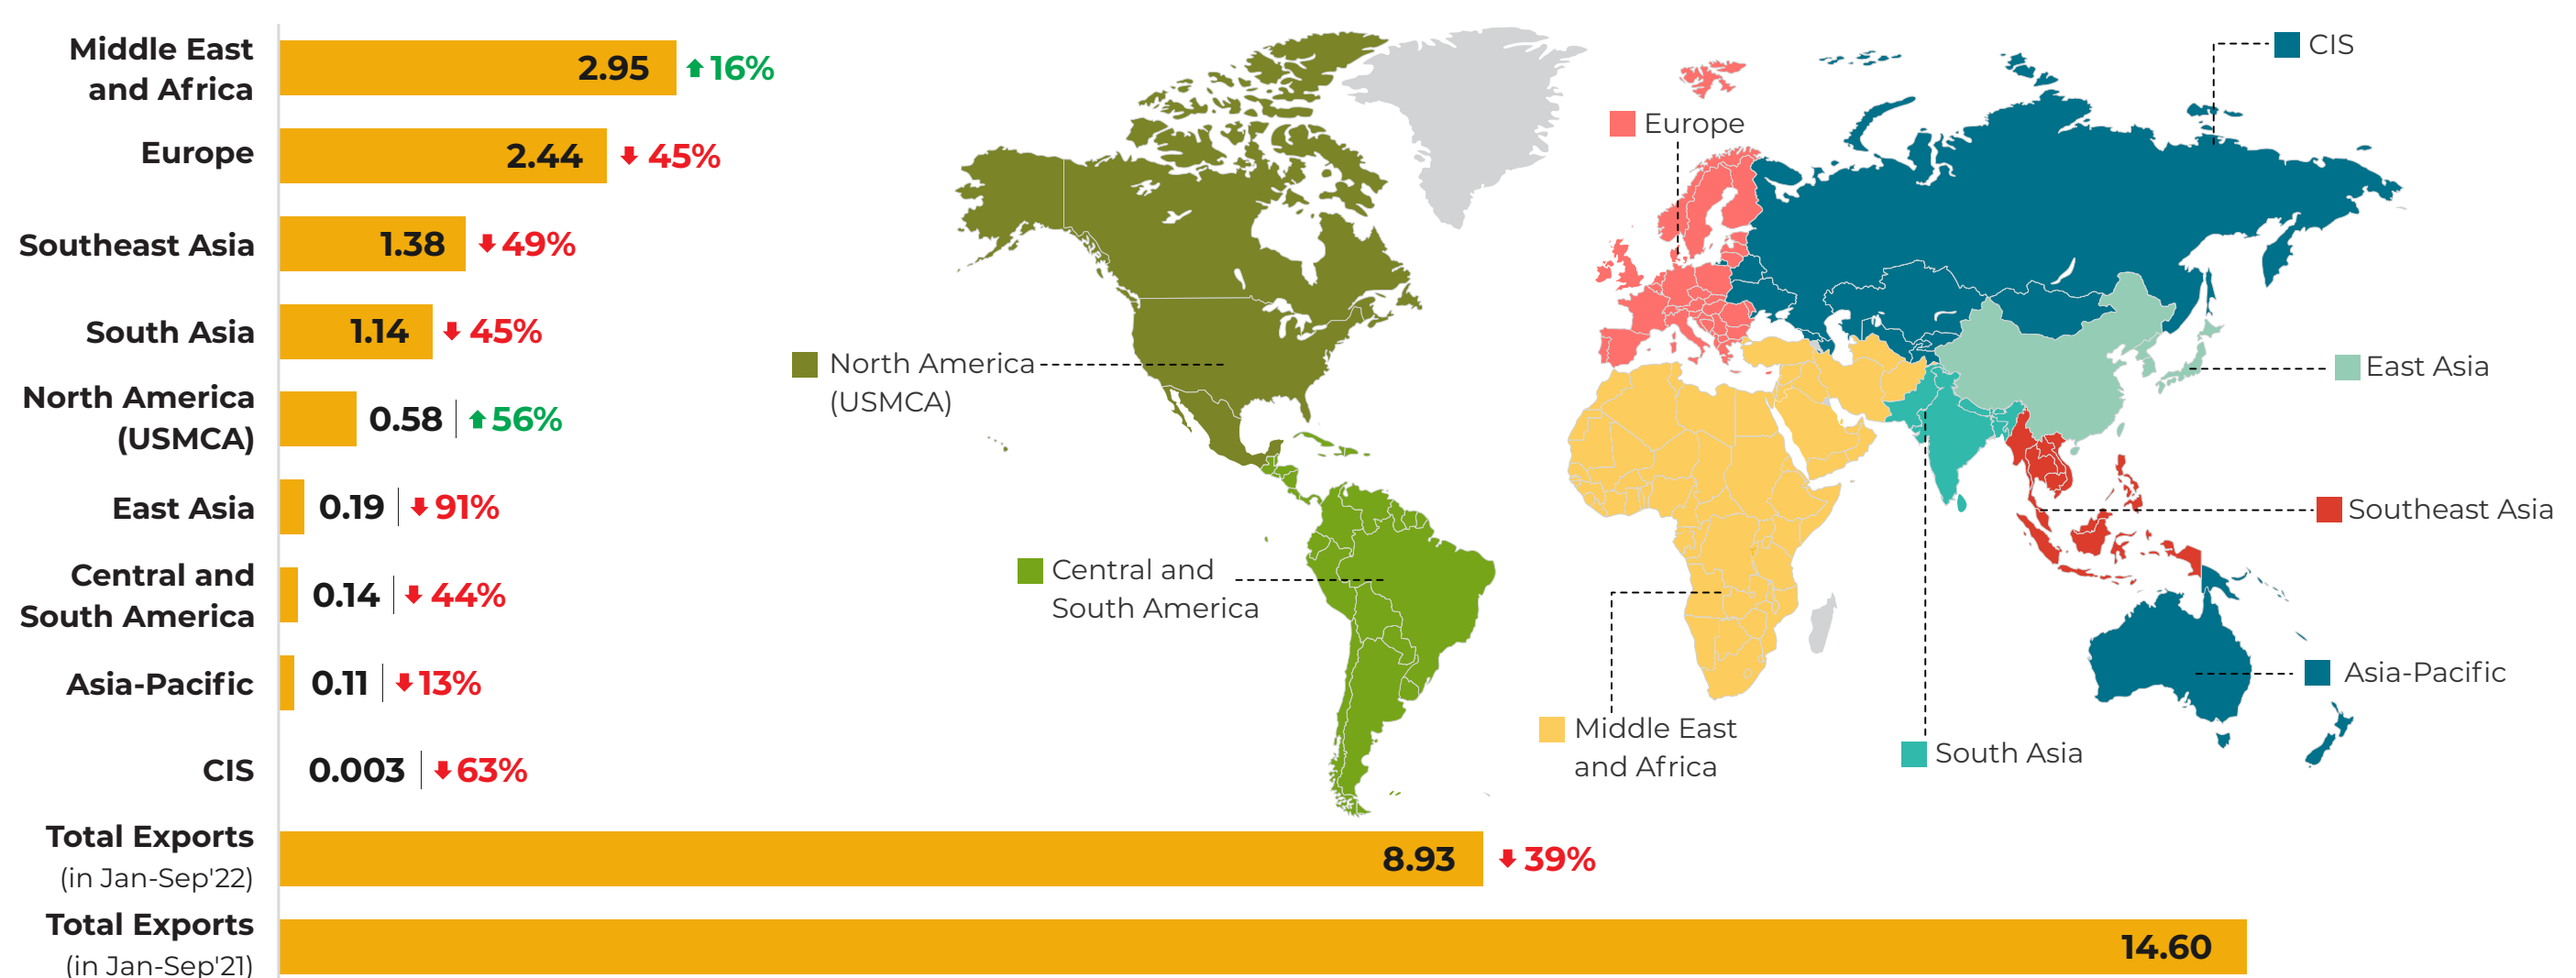 Middle East
and Africa
2.95
16%
Europe
2.44
45%
Southeast Asia
1.38
49%
South Asia
1.14
45%
North America
(USMCA)
0.58
56%
East Asia
0.19
91%
Central and
South America
0.14
44%
Asia-Pacific
0.11
13%
CIS
0.003
63%
Total Exports
(in Jan-Sep'22)
8.93
39%
Total Exports
(in Jan-Sep'21)
14.60
CIS
Europe
North America
(USMCA)
East Asia
Southeast Asia
Central and
South America
Asia-Pacific
Middle East
and Africa
South Asia